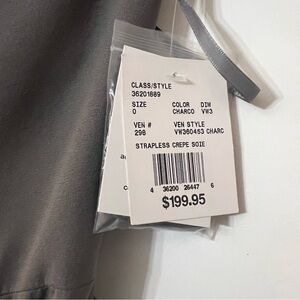 CLASS/STYLE
36201889
SIZE COLOR DIM
0 CHARCO VW3
VEN # VEN STYLE
298 VW360453 CHARC
STRAPLESS CREPE SOIE
4 36200 26447 6
$199.95